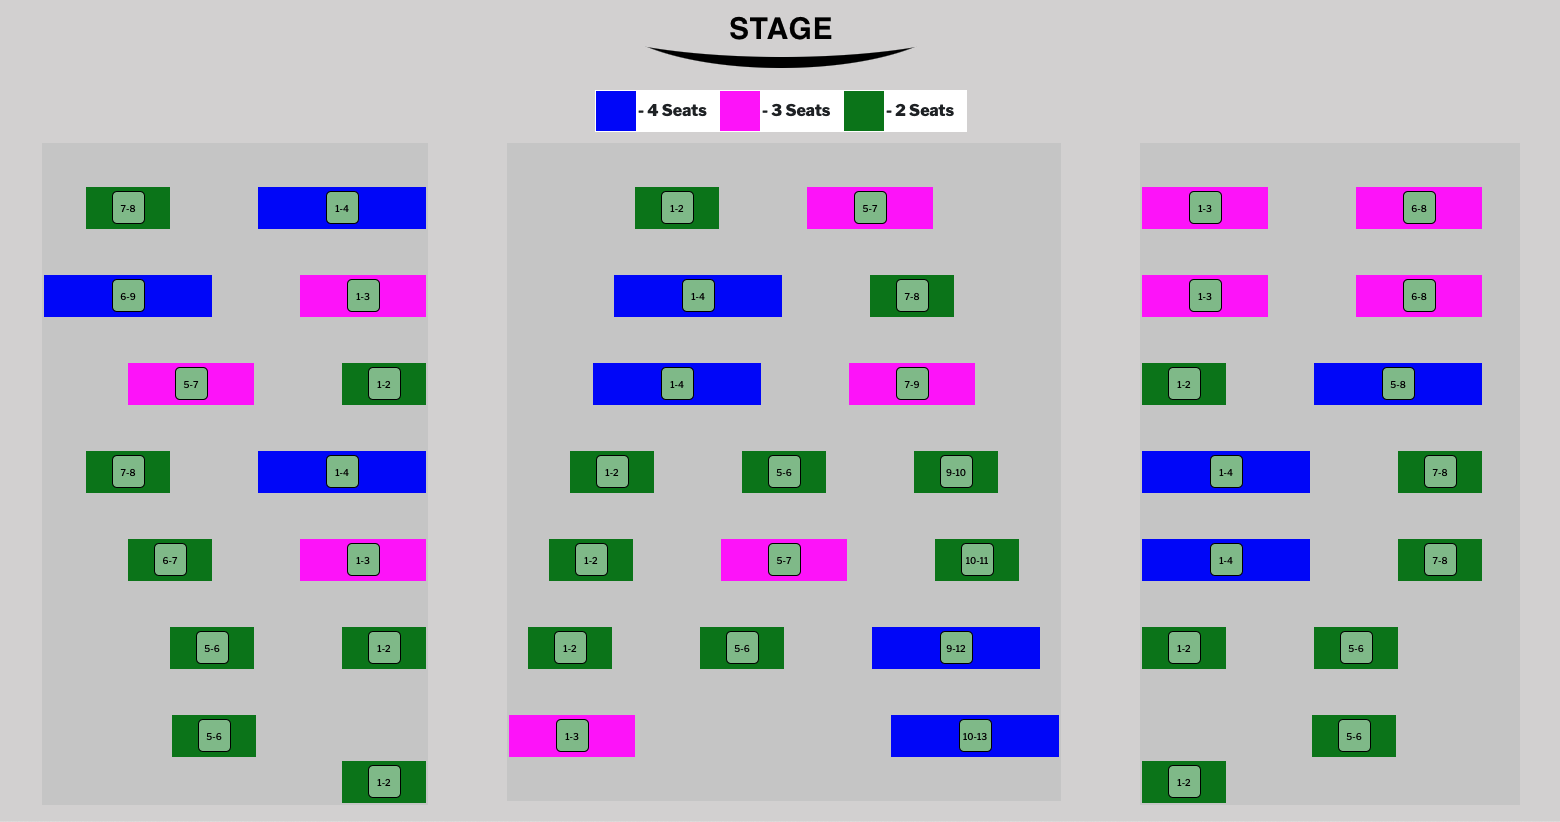 STAGE
- 4 Seats - 3 Seats - 2 Seats
7-8 1-4 1-2 5-7 1-3 6-8
6-9 1-3 1-4 7-8 1-3 6-8
5-7 1-2 1-4 7-9 1-2 5-8
7-8 1-4 1-2 5-6 9-10 1-4 7-8
6-7 1-3 1-2 5-7 10-11 1-4 7-8
5-6 1-2 1-2 5-6 9-12 1-2 5-6
5-6 1-3 10-13 5-6
1-2 1-2